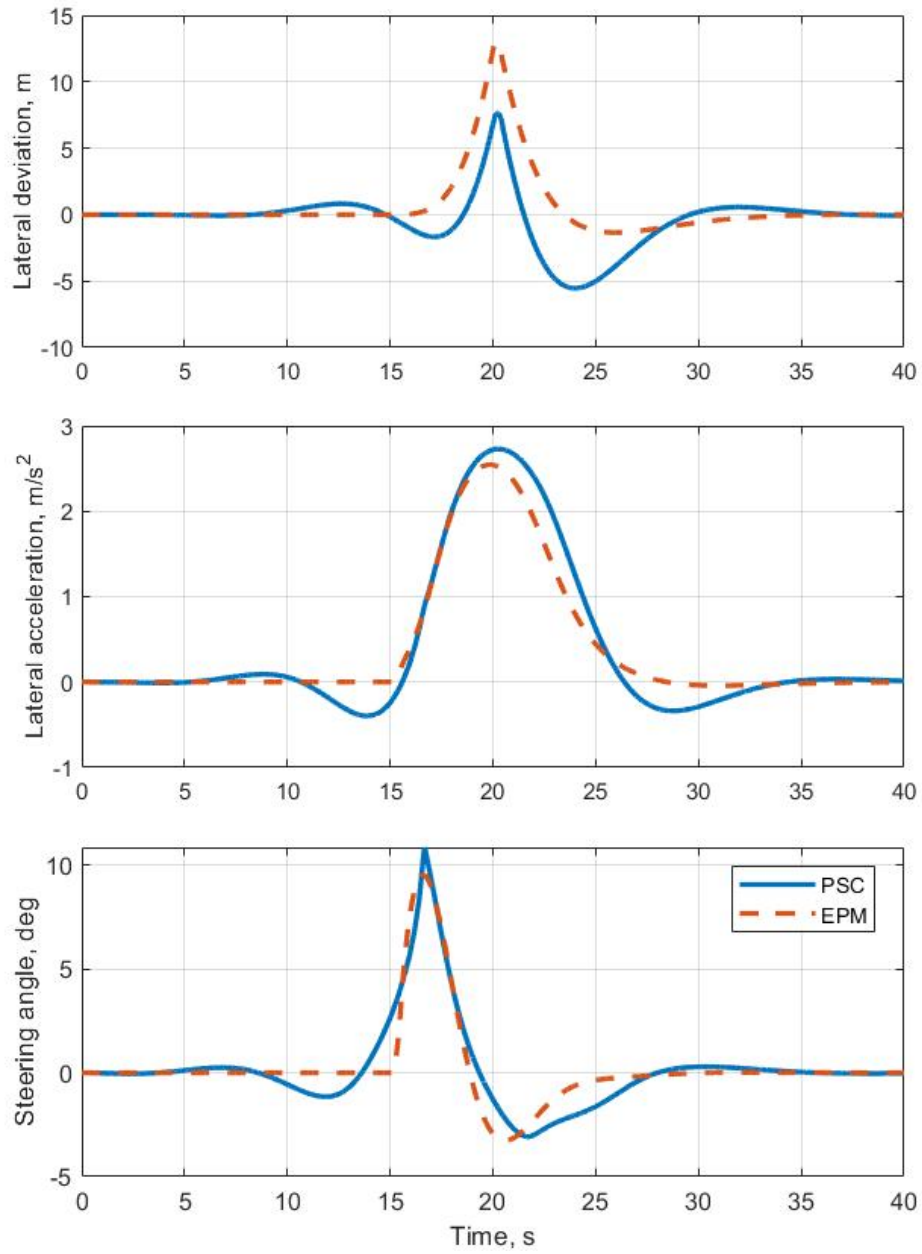 Lateral deviation, m
15
10
5
0
-5
-10
0 5 10 15 20 25 30 35 40
Lateral acceleration, m/s²
3
2
1
0
-1
0 5 10 15 20 25 30 35 40
Steering angle, deg
10
5
0
-5
PSC
EPM
0 5 10 15 20 25 30 35 40
Time, s